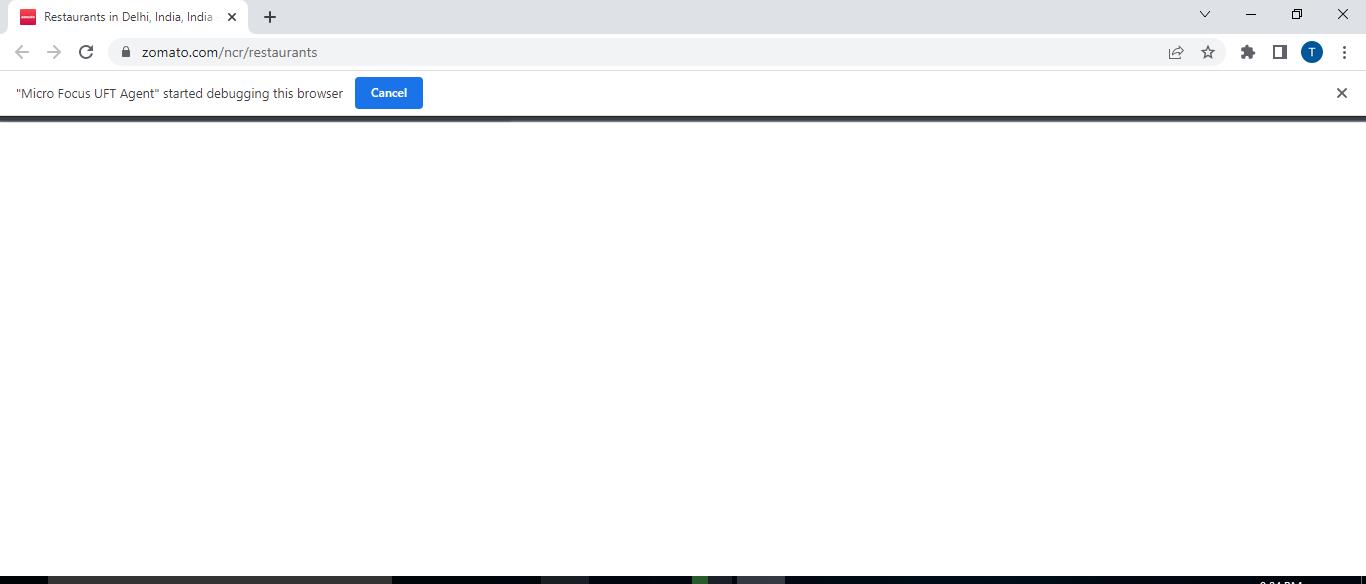 Restaurants in Delhi, India, India
zomato.com/ncr/restaurants
T
"Micro Focus UFT Agent" started debugging this browser
Cancel